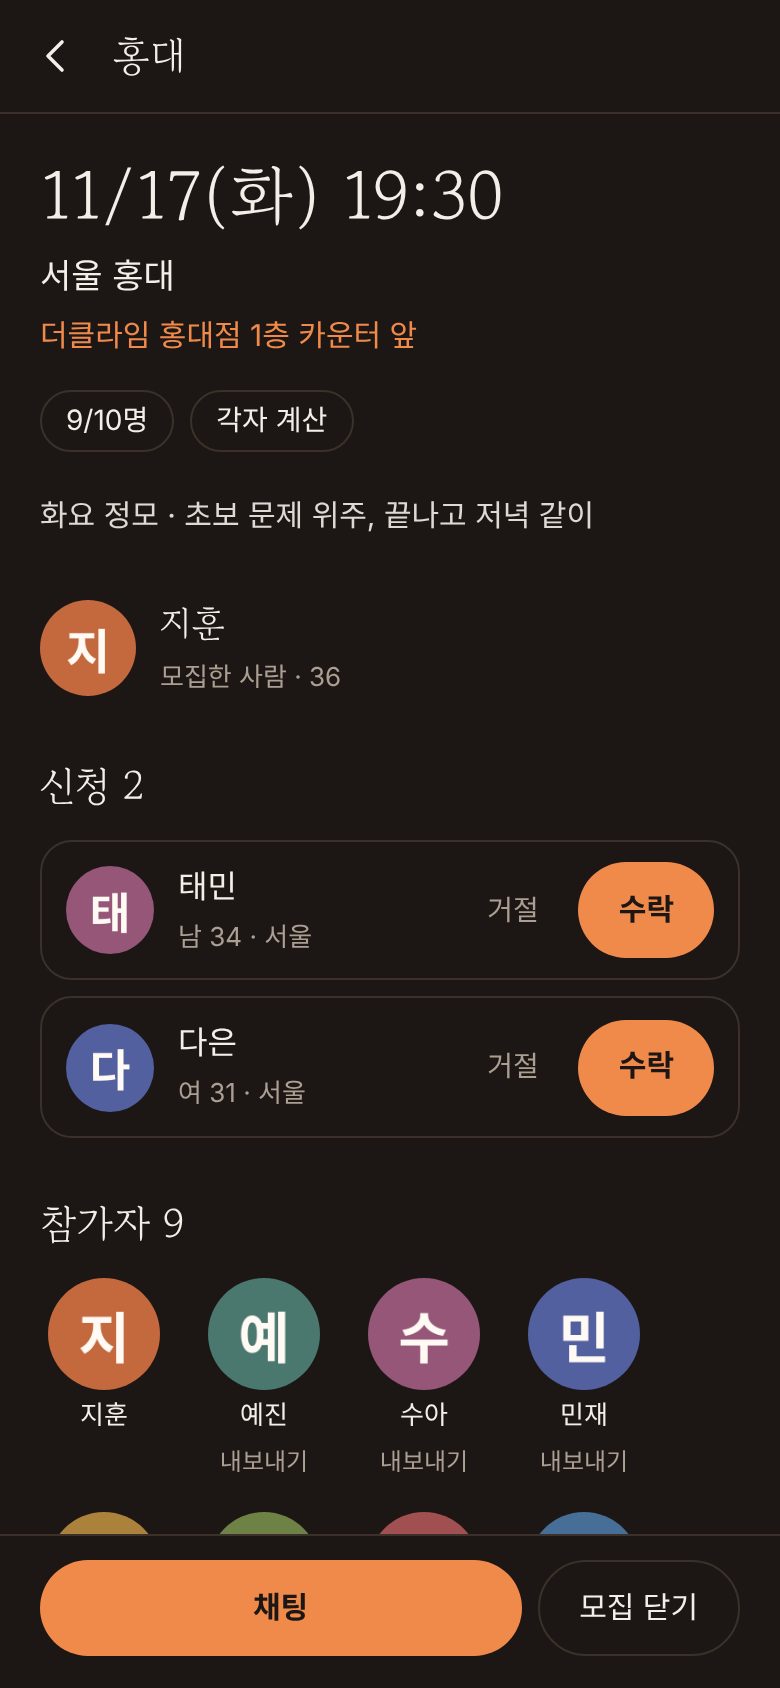 홍대
11/17(화) 19:30
서울 홍대
더클라임 홍대점 1층 카운터 앞
9/10명 각자 계산
화요 정모 · 초보 문제 위주, 끝나고 저녁 같이
지 지훈
모집한 사람 · 36
신청 2
태 태민 거절 수락
남 34 · 서울
다 다은 거절 수락
여 31 · 서울
참가자 9
지 예 수 민
지훈 예진 수아 민재
내보내기 내보내기 내보내기
채팅 모집 닫기